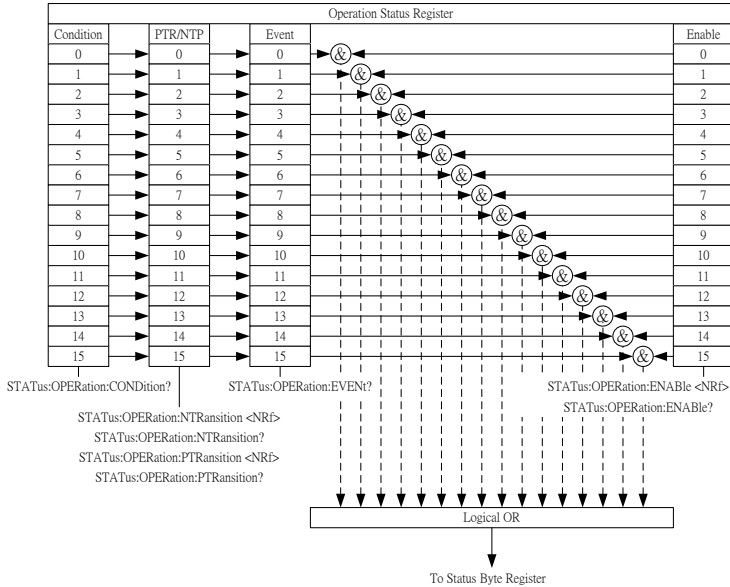 Operation Status Register
Condition PTR/NTP Event Enable
0 0 0 & 0
1 1 1 & 1
2 2 2 & 2
3 3 3 & 3
4 4 4 & 4
5 5 5 & 5
6 6 6 & 6
7 7 7 & 7
8 8 8 & 8
9 9 9 & 9
10 10 10 & 10
11 11 11 & 11
12 12 12 & 12
13 13 13 & 13
14 14 14 & 14
15 15 15 & 15
STATus:OPERation:CONDition? STATus:OPERation:EVENt? STATus:OPERation:ENABle <NRf>
STATus:OPERation:ENABle?
STATus:OPERation:NTRansition <NRf>
STATus:OPERation:NTRansition?
STATus:OPERation:PTRansition <NRf>
STATus:OPERation:PTRansition?
Logical OR
To Status Byte Register